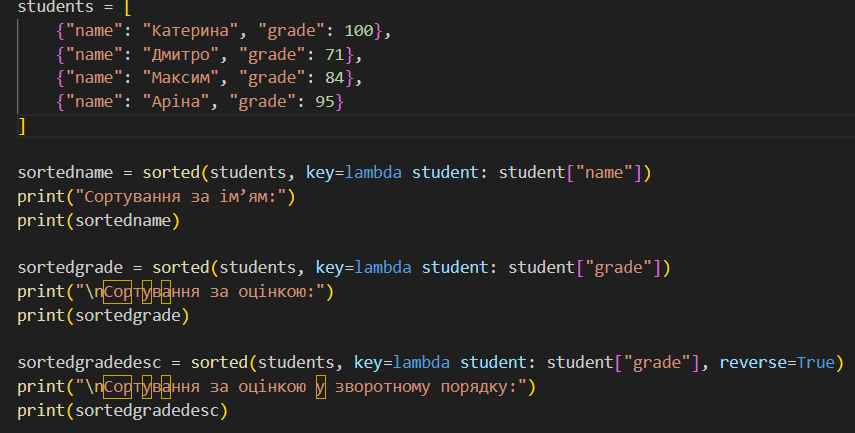 students = [
    {"name": "Катерина", "grade": 100},
    {"name": "Дмитро", "grade": 71},
    {"name": "Максим", "grade": 84},
    {"name": "Аріна", "grade": 95}
]
sortedname = sorted(students, key=lambda student: student["name"])
print("Сортування за ім’ям:")
print(sortedname)
sortedgrade = sorted(students, key=lambda student: student["grade"])
print("\nСортування за оцінкою:")
print(sortedgrade)
sortedgradedesc = sorted(students, key=lambda student: student["grade"], reverse=True)
print("\nСортування за оцінкою у зворотному порядку:")
print(sortedgradedesc)